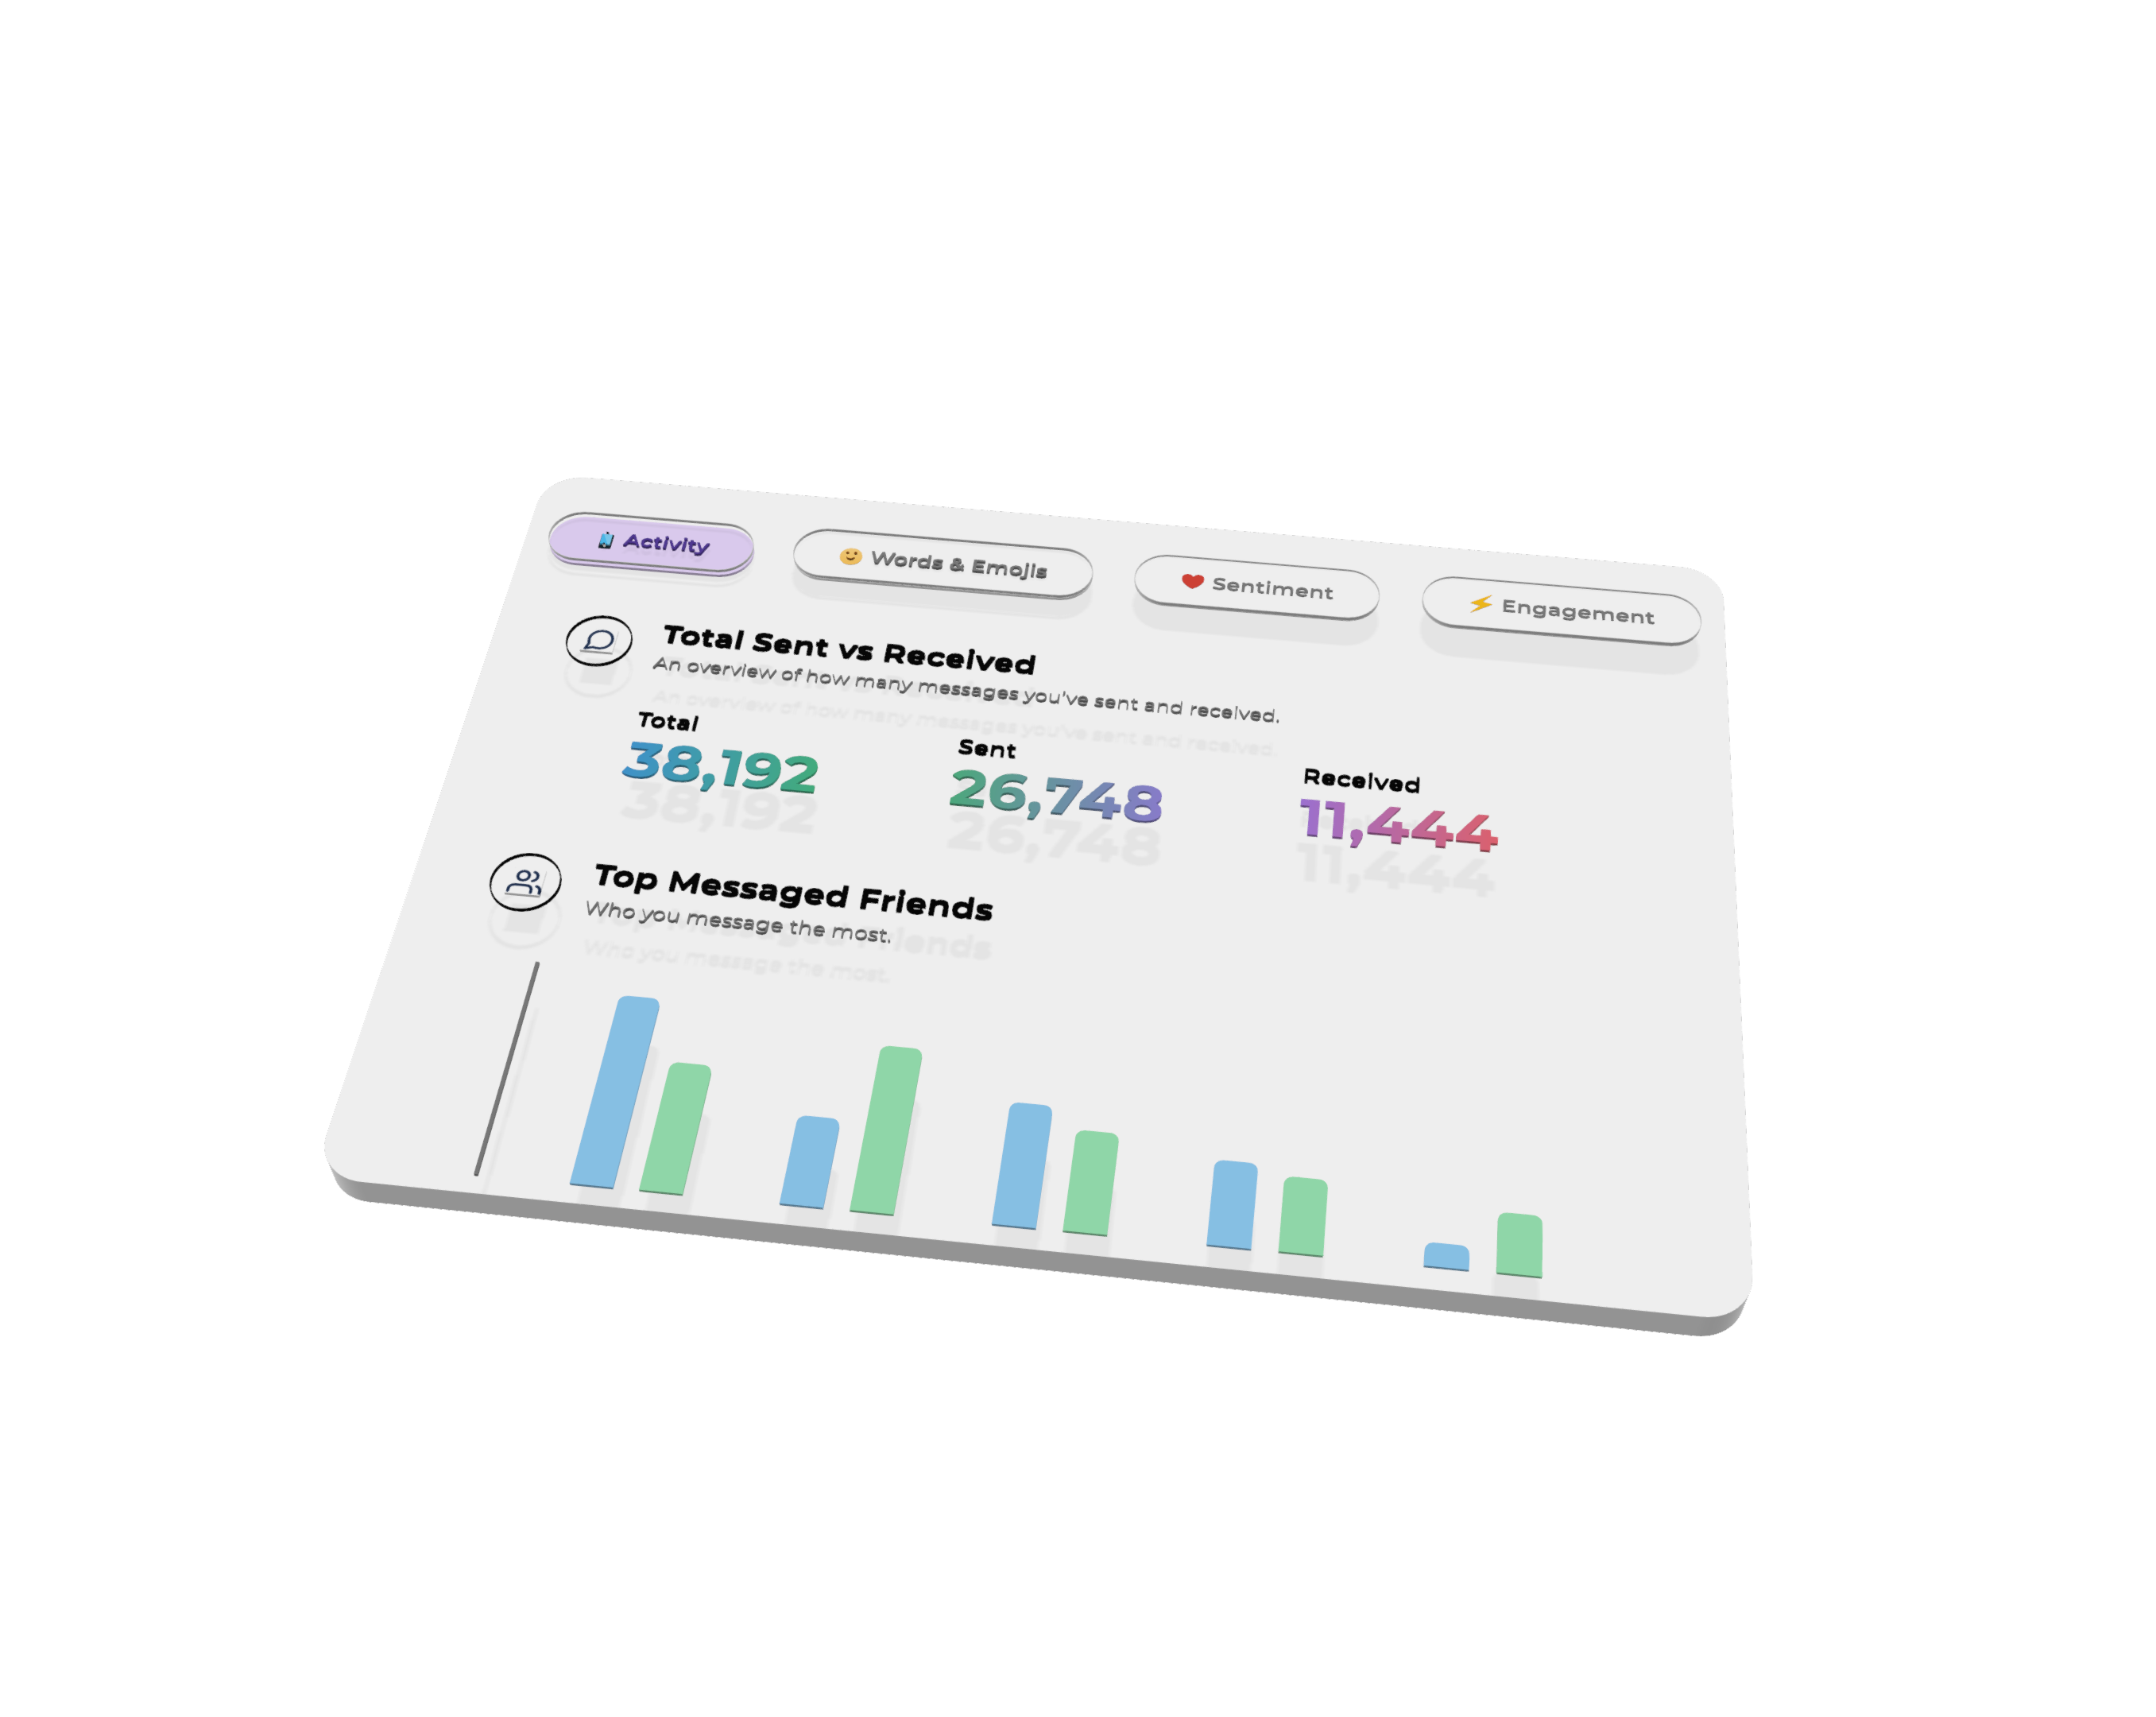 Activity
Words & Emojis
Sentiment
Engagement
Total Sent vs Received
An overview of how many messages you've sent and received.
Total
38,192
Sent
26,748
Received
11,444
Top Messaged Friends
Who you message the most.